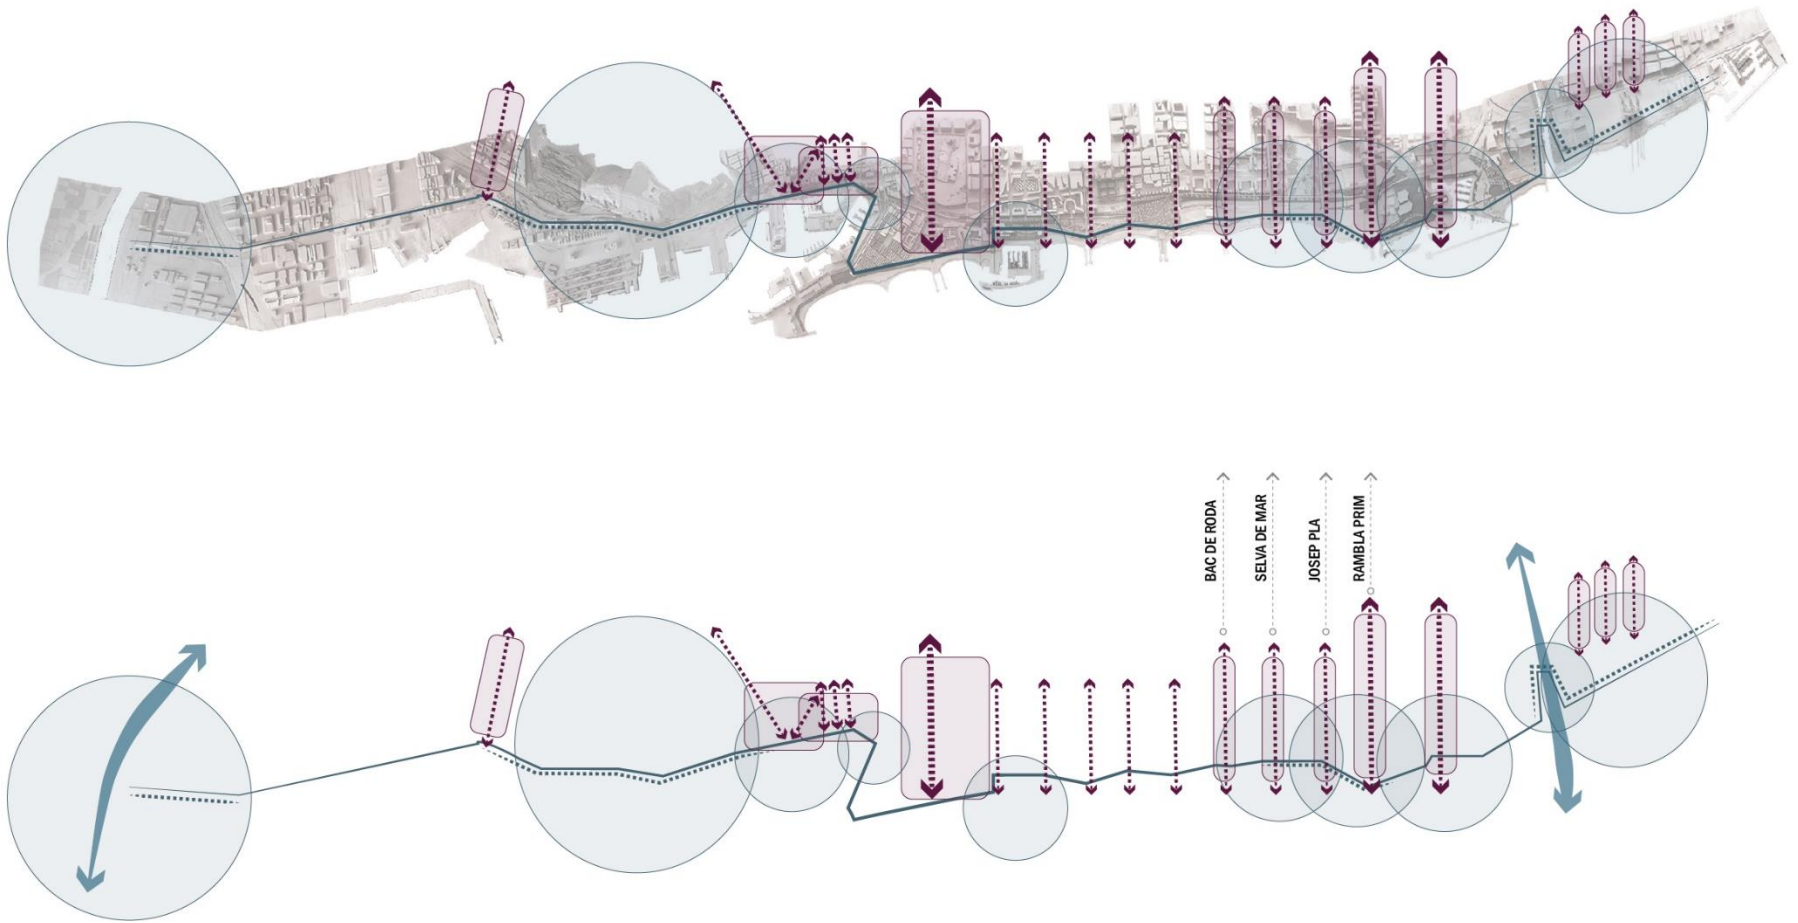 BAC DE RODA
SELVA DE MAR
JOSEP PLA
RAMBLA PRIM